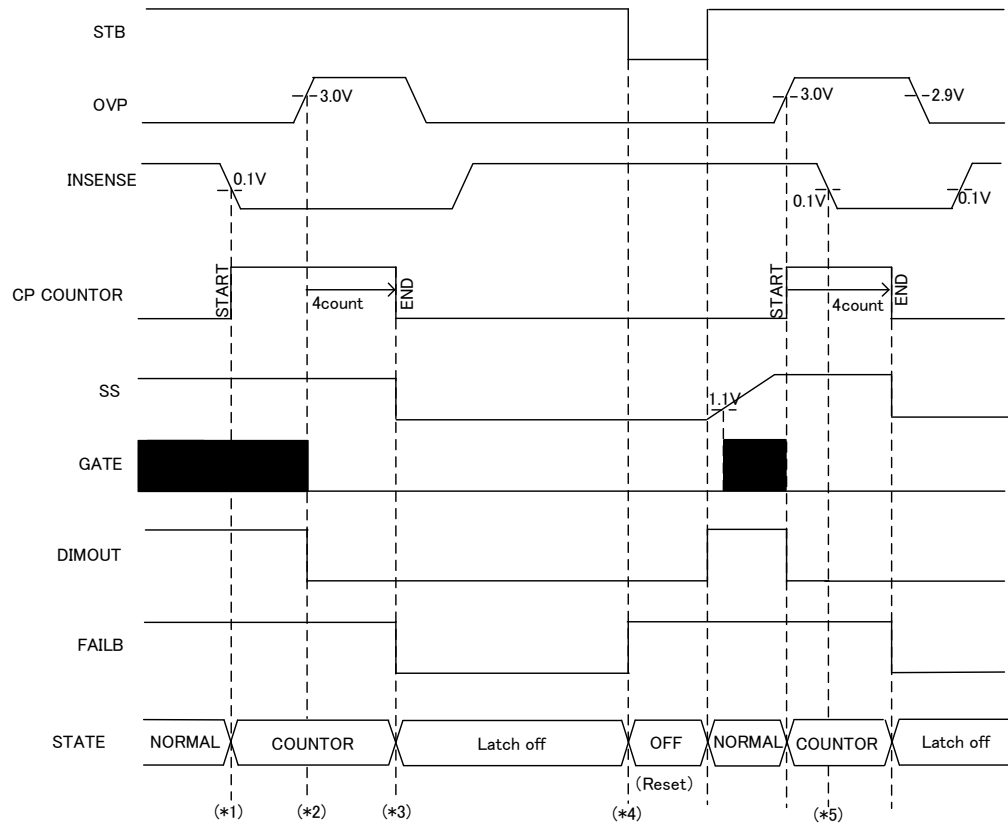 STB
OVP
3.0V
3.0V
2.9V
INSENSE
0.1V
0.1V
0.1V
CP COUNTOR
START
4count
END
START
4count
END
SS
1.1V
GATE
DIMOUT
FAILB
STATE
NORMAL
COUNTOR
Latch off
OFF
NORMAL
COUNTOR
Latch off
(Reset)
(*1)
(*2)
(*3)
(*4)
(*5)